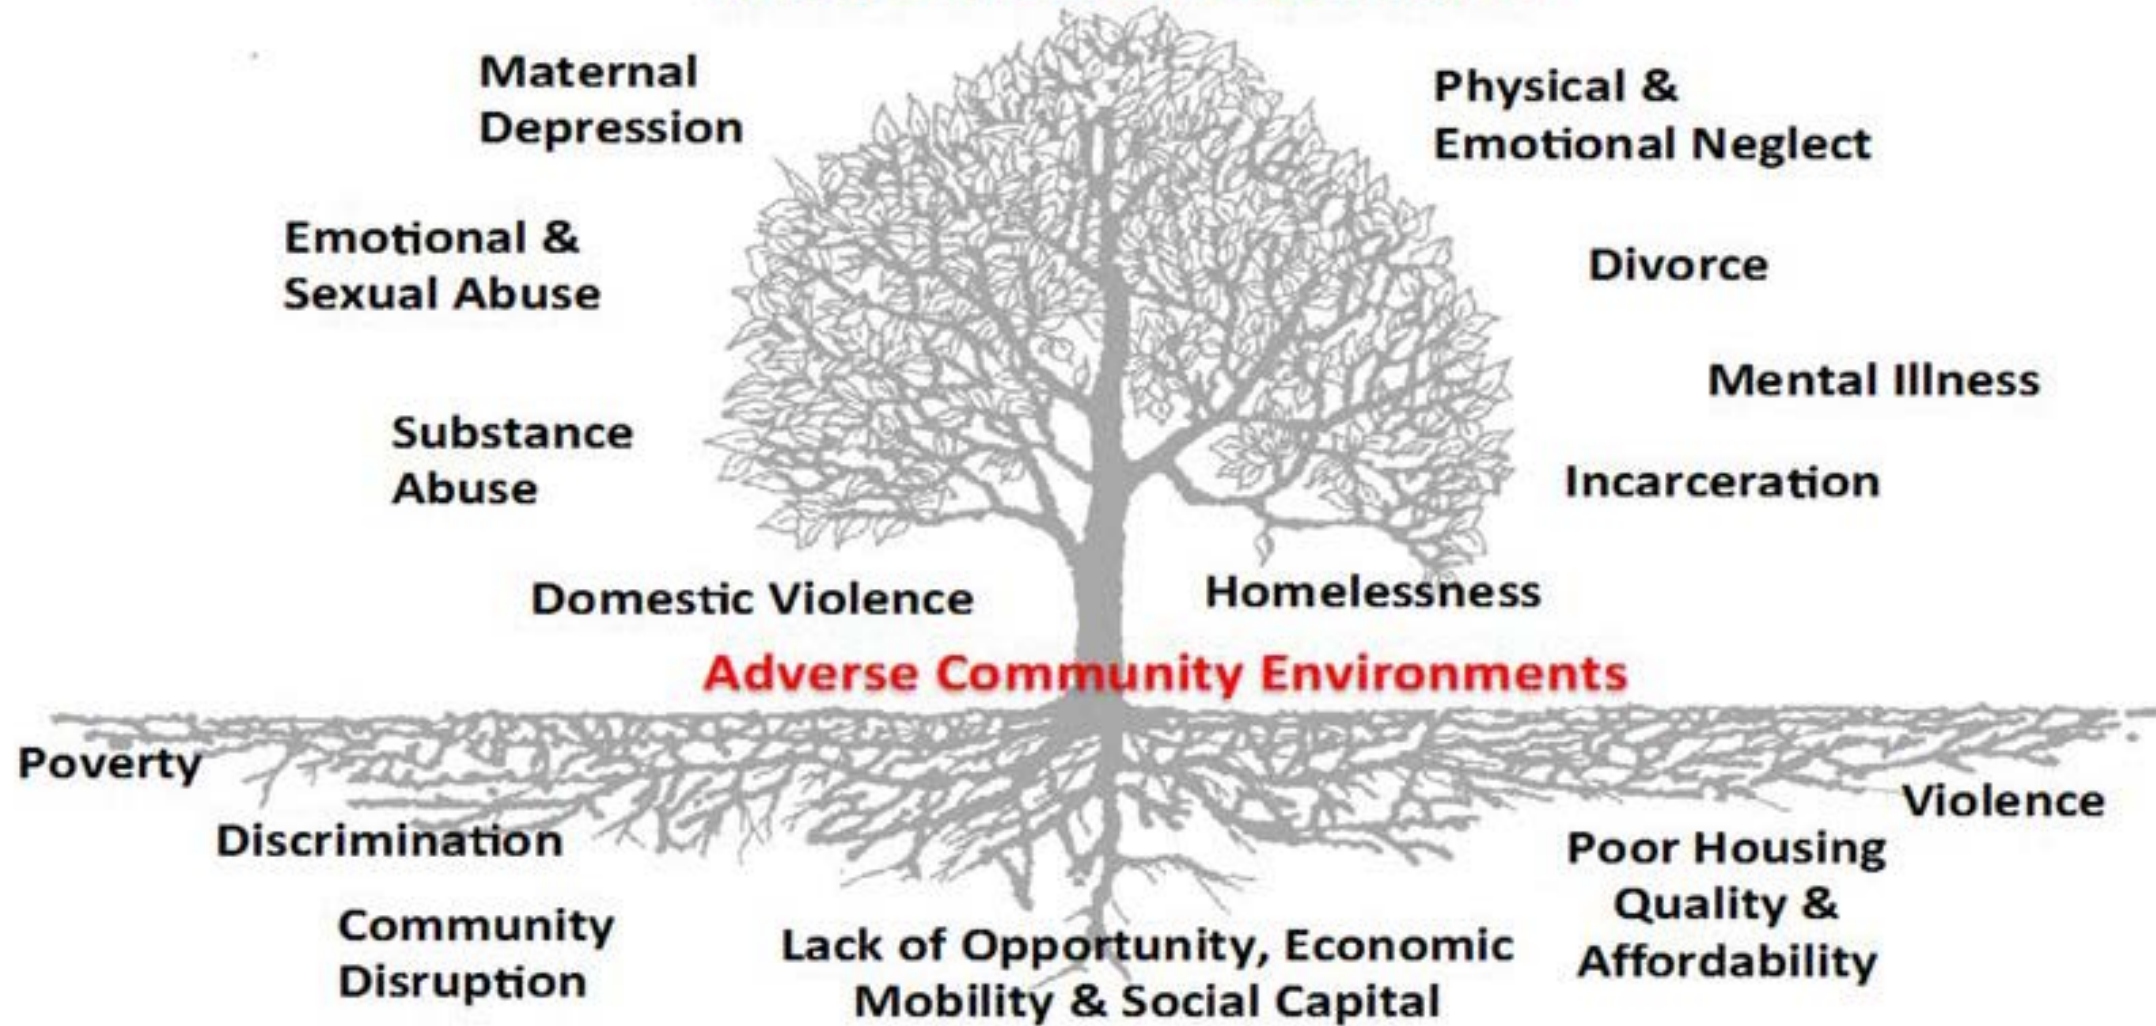 Maternal
Depression
Physical &
Emotional Neglect
Emotional &
Sexual Abuse
Divorce
Mental Illness
Substance
Abuse
Incarceration
Domestic Violence
Homelessness
Adverse Community Environments
Poverty
Violence
Discrimination
Poor Housing
Quality &
Affordability
Community
Disruption
Lack of Opportunity, Economic
Mobility & Social Capital